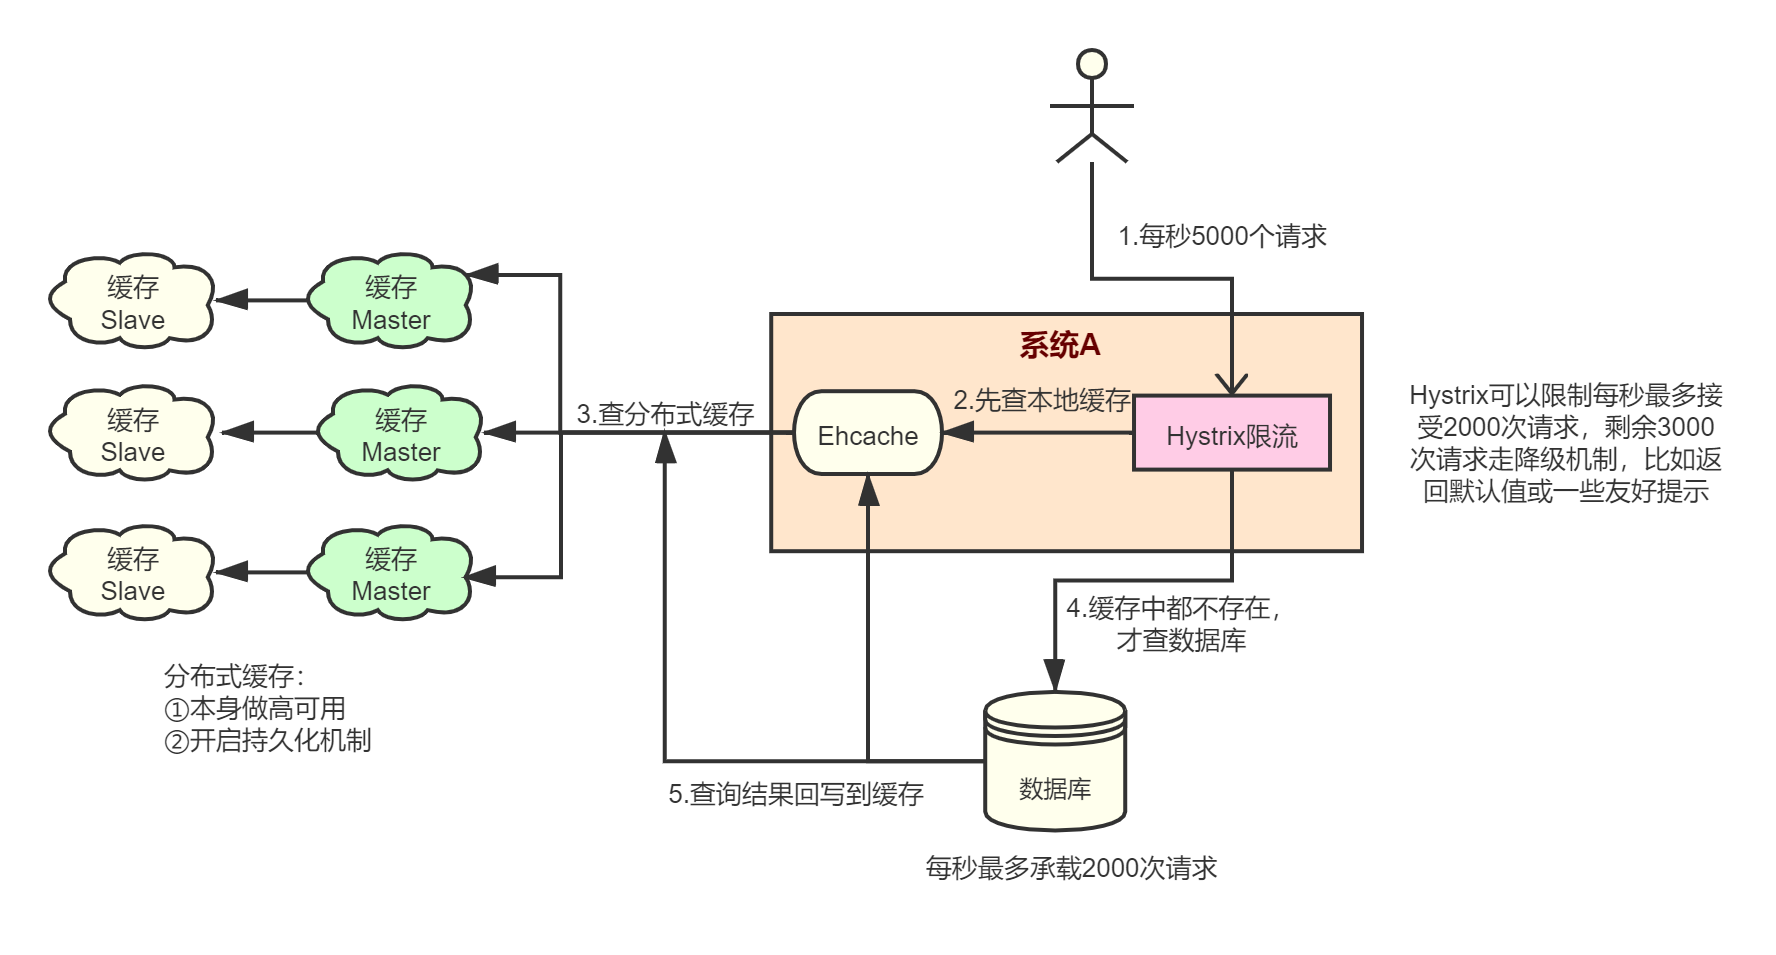 1.每秒5000个请求
缓存
Slave
缓存
Master
系统A
2.先查本地缓存
3.查分布式缓存
缓存
Slave
缓存
Master
Ehcache
Hystrix限流
Hystrix可以限制每秒最多接
受2000次请求，剩余3000
次请求走降级机制，比如返
回默认值或一些友好提示
缓存
Slave
缓存
Master
4.缓存中都不存在，
才查数据库
分布式缓存：
①本身做高可用
②开启持久化机制
5.查询结果回写到缓存
数据库
每秒最多承载2000次请求